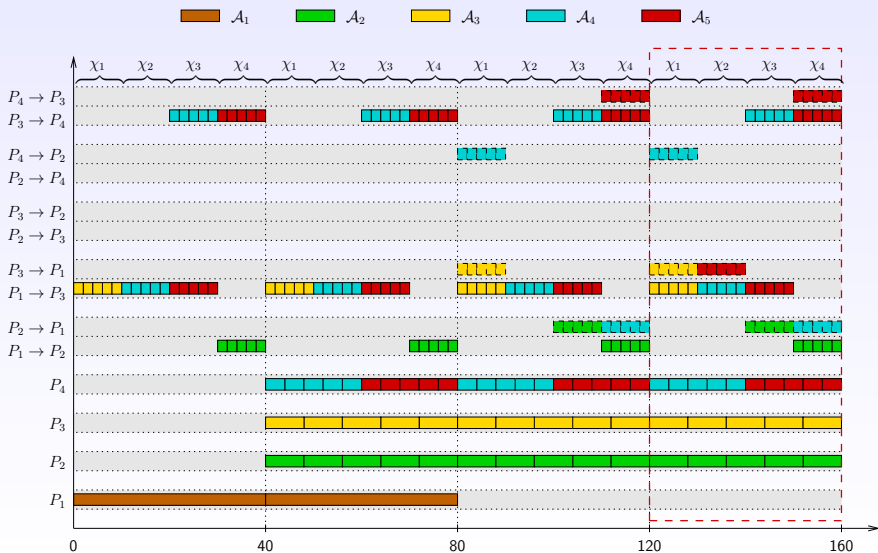 𝒜₁ 𝒜₂ 𝒜₃ 𝒜₄ 𝒜₅
χ₁ χ₂ χ₃ χ₄ χ₁ χ₂ χ₃ χ₄ χ₁ χ₂ χ₃ χ₄ χ₁ χ₂ χ₃ χ₄
P₄ → P₃
P₃ → P₄
P₄ → P₂
P₂ → P₄
P₃ → P₂
P₂ → P₃
P₃ → P₁
P₁ → P₃
P₂ → P₁
P₁ → P₂
P₄
P₃
P₂
P₁
0 40 80 120 160